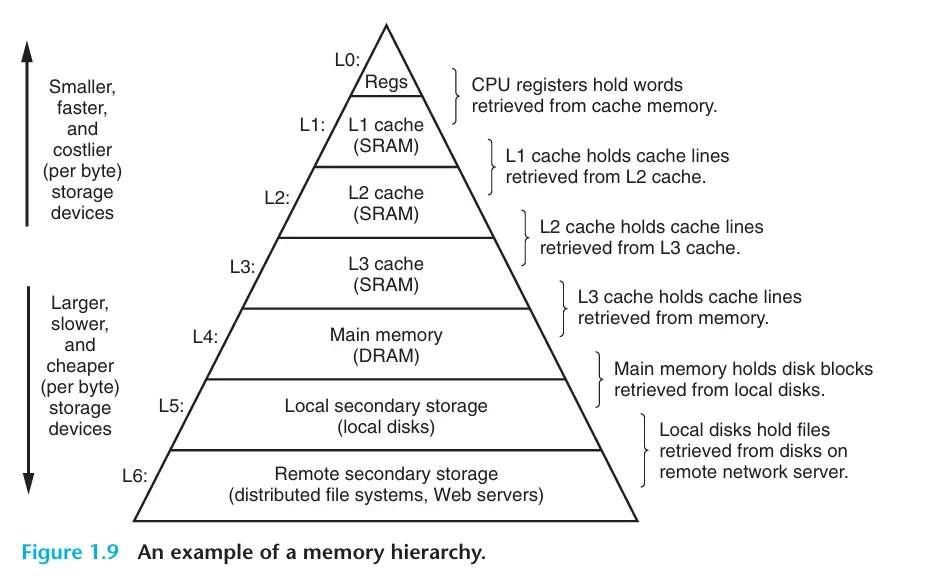 Smaller,
faster,
and
costlier
(per byte)
storage
devices
Larger,
slower,
and
cheaper
(per byte)
storage
devices
L0:
Regs
CPU registers hold words
retrieved from cache memory.
L1:
L1 cache
(SRAM)
L1 cache holds cache lines
retrieved from L2 cache.
L2:
L2 cache
(SRAM)
L2 cache holds cache lines
retrieved from L3 cache.
L3:
L3 cache
(SRAM)
L3 cache holds cache lines
retrieved from memory.
L4:
Main memory
(DRAM)
Main memory holds disk blocks
retrieved from local disks.
L5:
Local secondary storage
(local disks)
Local disks hold files
retrieved from disks on
remote network server.
L6:
Remote secondary storage
(distributed file systems, Web servers)
Figure 1.9 An example of a memory hierarchy.